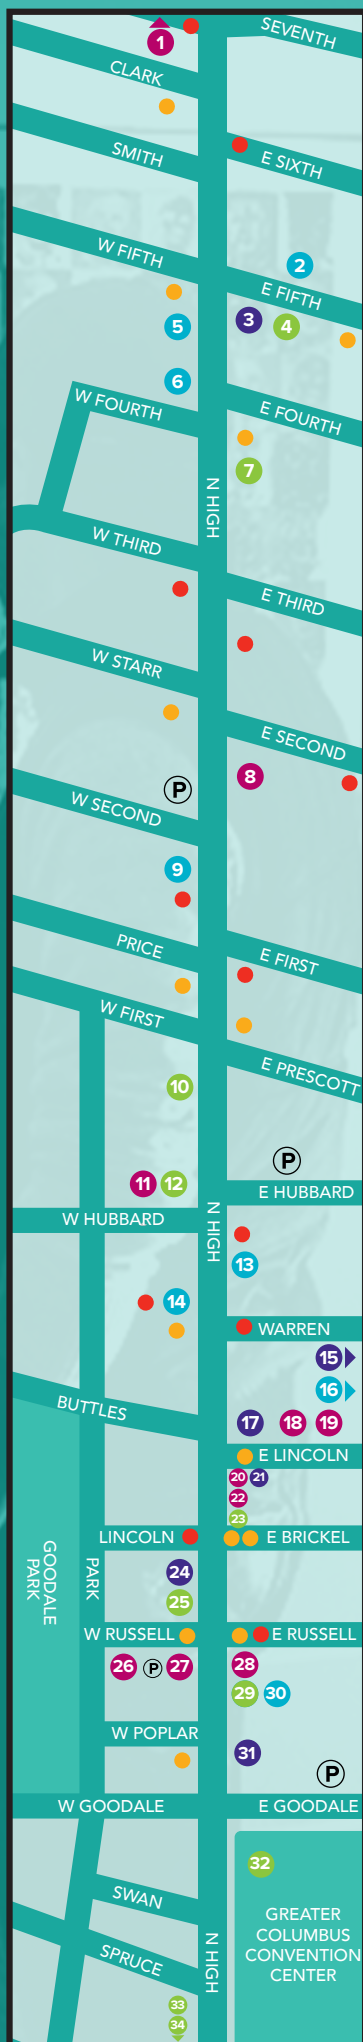 SEVENTH
1
CLARK
SMITH
E SIXTH
W FIFTH
2
E FIFTH
3
4
5
6
W FOURTH
E FOURTH
7
N HIGH
W THIRD
E THIRD
W STARR
E SECOND
8
P
W SECOND
9
PRICE
E FIRST
W FIRST
E PRESCOTT
10
P
11
12
E HUBBARD
W HUBBARD
N HIGH
13
14
WARREN
15
16
BUTTLES
17
18
19
E LINCOLN
20
21
22
23
LINCOLN
E BRICKEL
GOODALE
PARK
PARK
24
25
W RUSSELL
E RUSSELL
26
P
27
28
29
30
W POPLAR
31
P
W GOODALE
E GOODALE
32
SWAN
GREATER
COLUMBUS
CONVENTION
CENTER
SPRUCE
N HIGH
33
34